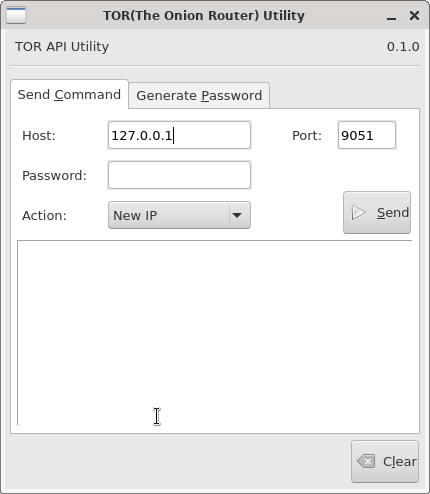 TOR(The Onion Router) Utility
TOR API Utility 0.1.0
Send Command Generate Password
Host: 127.0.0.1 Port: 9051
Password:
Action: New IP Send
Clear